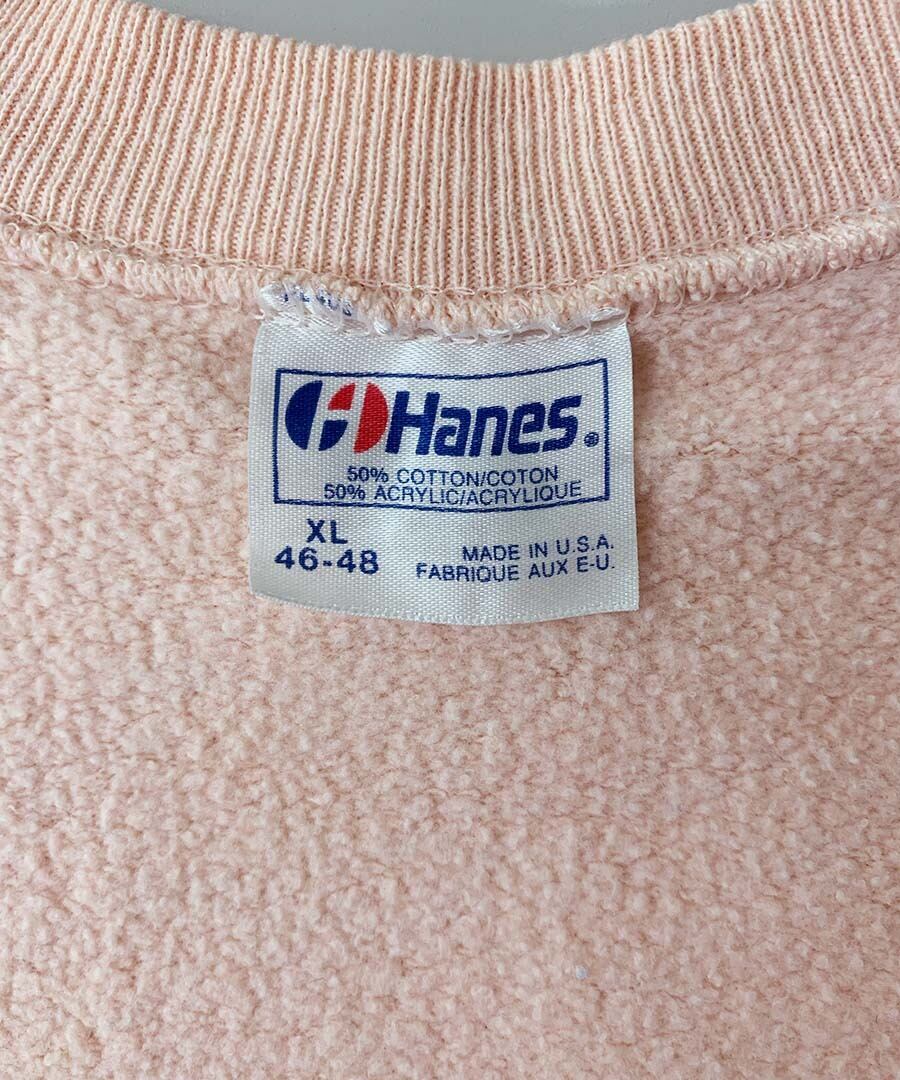 Hanes.®
50% COTTON/COTON
50% ACRYLIC/ACRYLIQUE
XL
46-48
MADE IN U.S.A.
FABRIQUE AUX E-U.